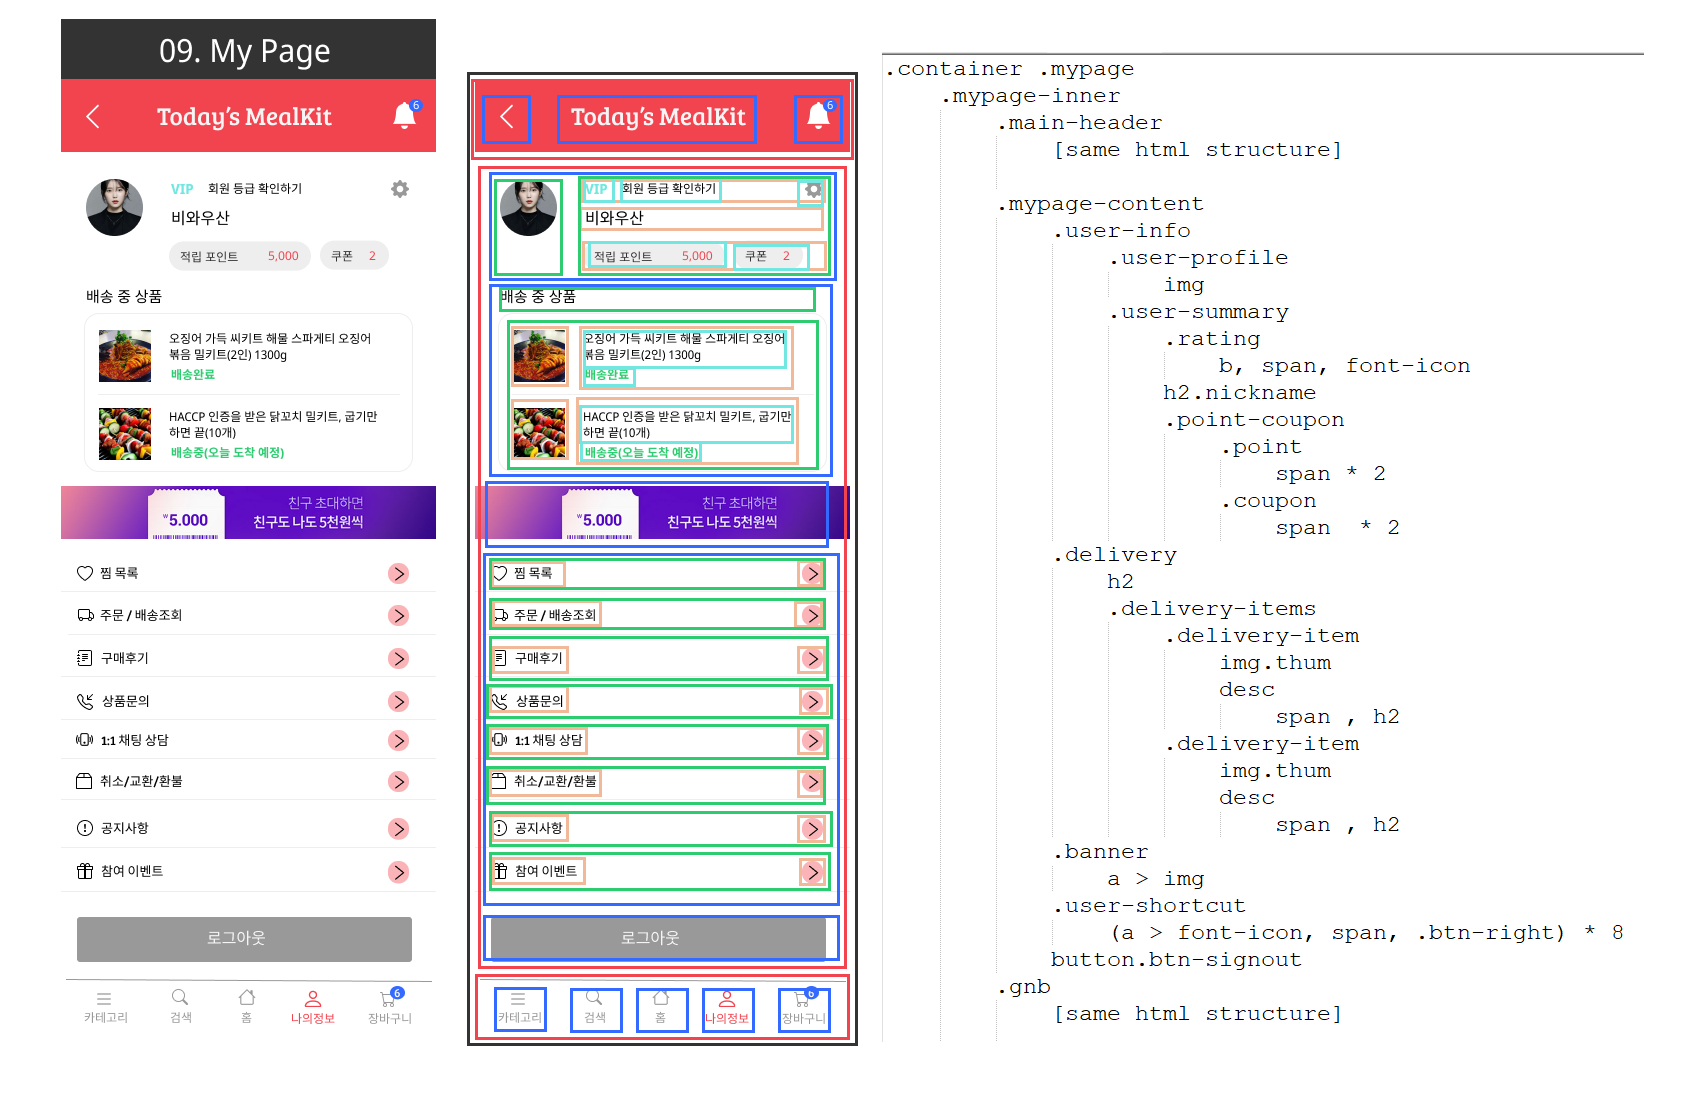 09. My Page
Today's MealKit
6
VIP 회원 등급 확인하기
비와우산
적립 포인트 5,000 쿠폰 2
배송 중 상품
오징어 가득 씨키트 해물 스파게티 오징어
볶음 밀키트(2인) 1300g
배송완료
HACCP 인증을 받은 닭꼬치 밀키트, 굽기만
하면 끝(10개)
배송중(오늘 도착 예정)
₩5.000
친구 초대하면
친구도 나도 5천원씩
찜 목록
주문 / 배송조회
구매후기
상품문의
1:1 채팅 상담
취소/교환/환불
공지사항
참여 이벤트
로그아웃
6
카테고리 검색 홈 나의정보 장바구니
Today's MealKit
6
VIP 회원 등급 확인하기
비와우산
적립 포인트 5,000 쿠폰 2
배송 중 상품
오징어 가득 씨키트 해물 스파게티 오징어
볶음 밀키트(2인) 1300g
배송완료
HACCP 인증을 받은 닭꼬치 밀키트, 굽기만
하면 끝(10개)
배송중(오늘 도착 예정)
₩5.000
친구 초대하면
친구도 나도 5천원씩
찜 목록
주문 / 배송조회
구매후기
상품문의
1:1 채팅 상담
취소/교환/환불
공지사항
참여 이벤트
로그아웃
6
카테고리 검색 홈 나의정보 장바구니
.container .mypage
.mypage-inner
.main-header
[same html structure]
.mypage-content
.user-info
.user-profile
img
.user-summary
.rating
b, span, font-icon
h2.nickname
.point-coupon
.point
span * 2
.coupon
span  * 2
.delivery
h2
.delivery-items
.delivery-item
img.thum
desc
span , h2
.delivery-item
img.thum
desc
span , h2
.banner
a > img
.user-shortcut
(a > font-icon, span, .btn-right) * 8
button.btn-signout
.gnb
[same html structure]